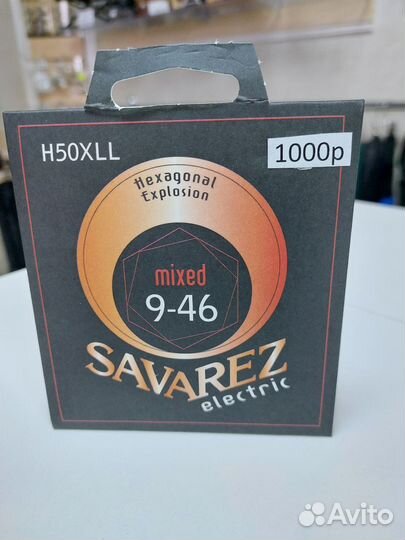 H50XLL
1000р
Hexagonal
Explosion
mixed
9-46
SAVAREZ
electric
Avito